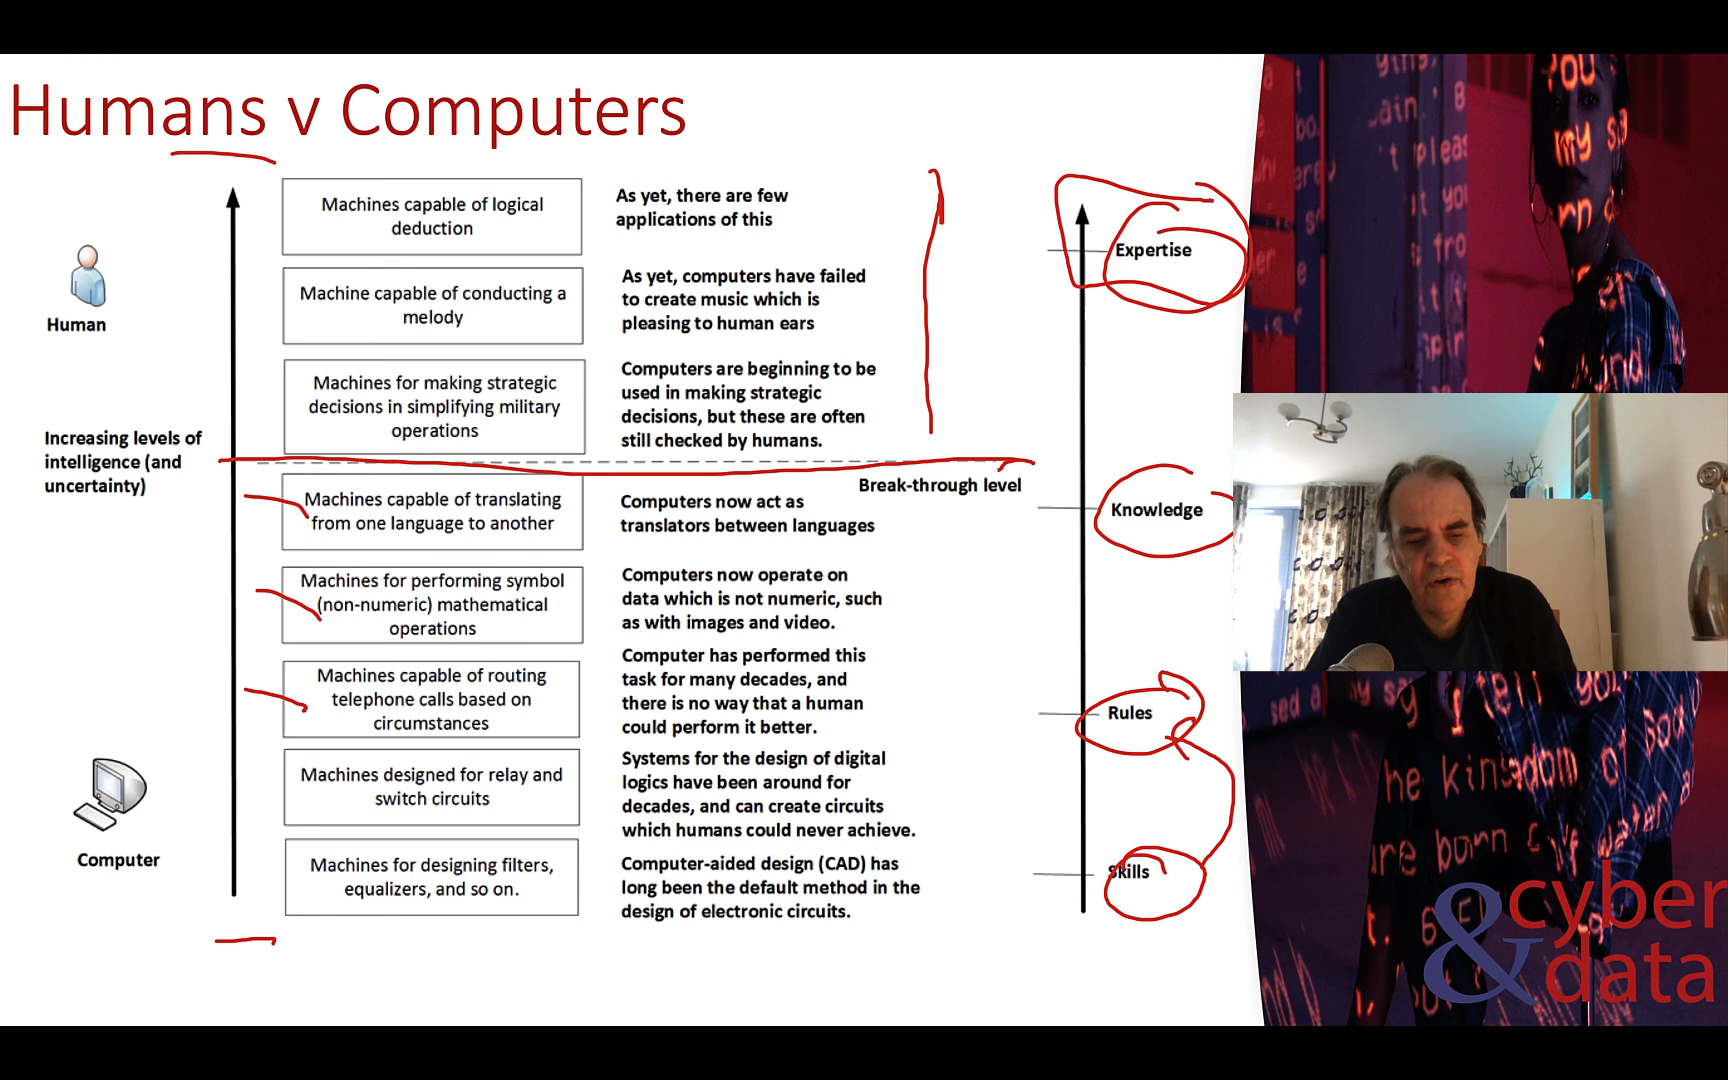 Humans v Computers
Machines capable of logical
deduction
As yet, there are few
applications of this
Expertise
Machine capable of conducting a
melody
As yet, computers have failed
to create music which is
pleasing to human ears
Human
Machines for making strategic
decisions in simplifying military
operations
Computers are beginning to be
used in making strategic
decisions, but these are often
still checked by humans.
Increasing levels of
intelligence (and
uncertainty)
Break-through level
Machines capable of translating
from one language to another
Computers now act as
translators between languages
Knowledge
Machines for performing symbol
(non-numeric) mathematical
operations
Computers now operate on
data which is not numeric, such
as with images and video.
Machines capable of routing
telephone calls based on
circumstances
Computer has performed this
task for many decades, and
there is no way that a human
could perform it better.
Rules
Machines designed for relay and
switch circuits
Systems for the design of digital
logics have been around for
decades, and can create circuits
which humans could never achieve.
Computer
Machines for designing filters,
equalizers, and so on.
Computer-aided design (CAD) has
long been the default method in the
design of electronic circuits.
Skills
you
my
tell you
the kingdom of
born
water
&cyber
data